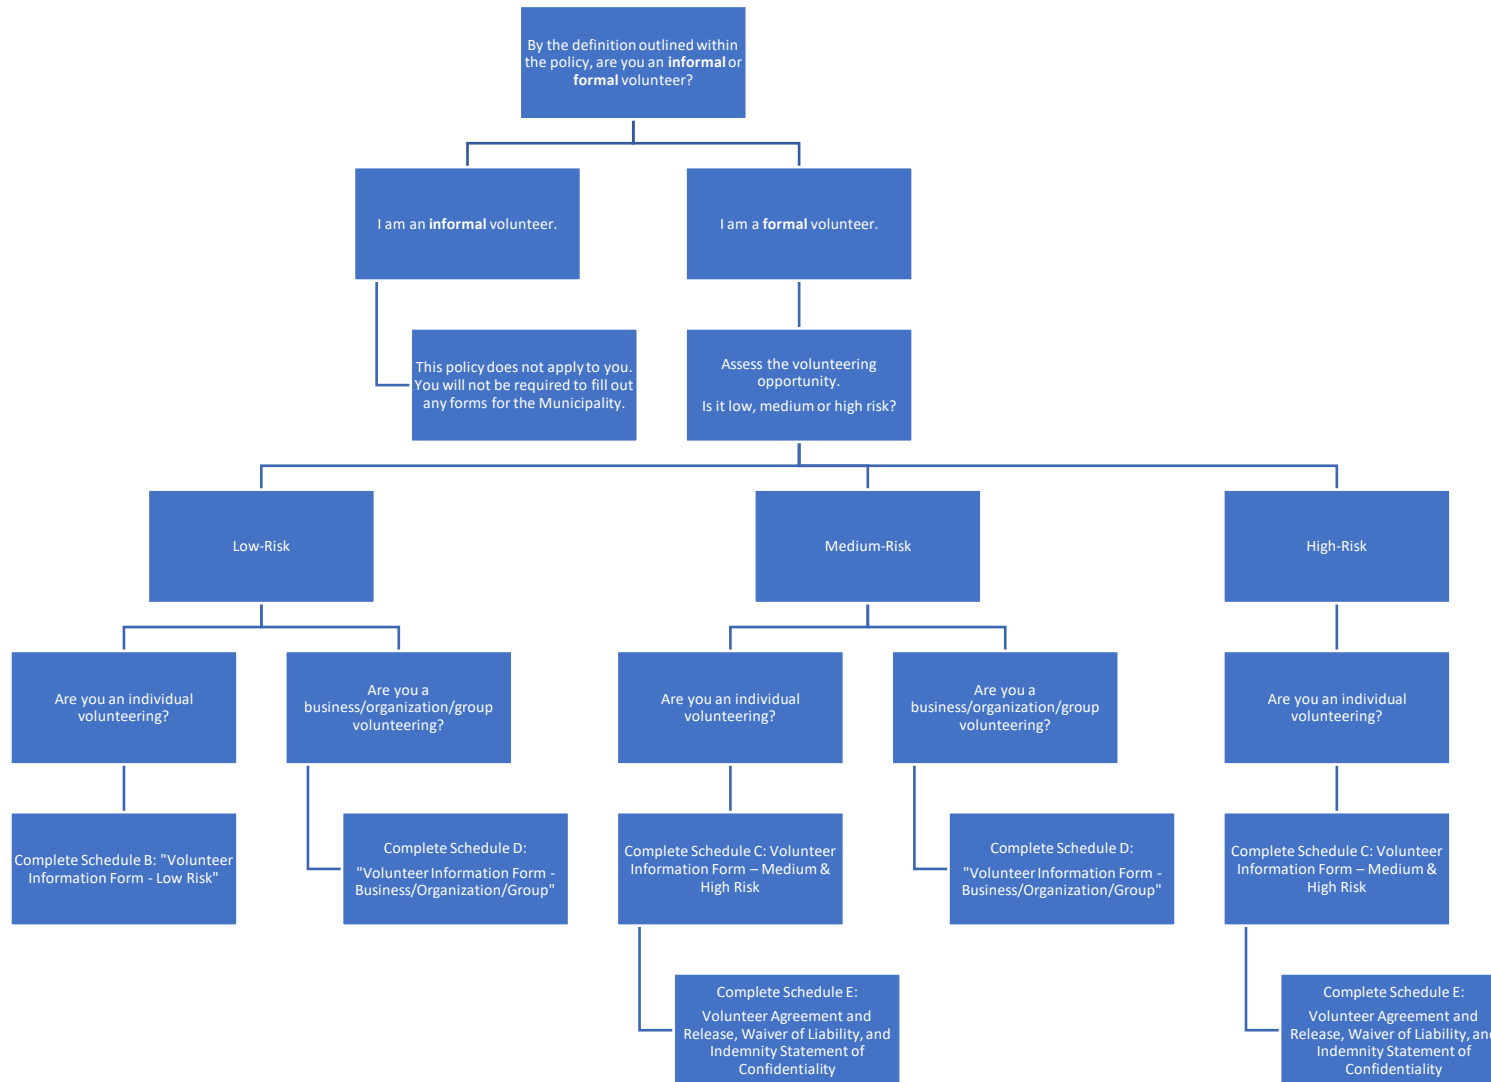 By the definition outlined within
the policy, are you an informal or
formal volunteer?
I am an informal volunteer.
I am a formal volunteer.
This policy does not apply to you.
You will not be required to fill out
any forms for the Municipality.
Assess the volunteering
opportunity.
Is it low, medium or high risk?
Low-Risk
Medium-Risk
High-Risk
Are you an individual
volunteering?
Are you a
business/organization/group
volunteering?
Are you an individual
volunteering?
Are you a
business/organization/group
volunteering?
Are you an individual
volunteering?
Complete Schedule B: "Volunteer
Information Form - Low Risk"
Complete Schedule D:
"Volunteer Information Form -
Business/Organization/Group"
Complete Schedule C: Volunteer
Information Form – Medium &
High Risk
Complete Schedule D:
"Volunteer Information Form -
Business/Organization/Group"
Complete Schedule C: Volunteer
Information Form – Medium &
High Risk
Complete Schedule E:
Volunteer Agreement and
Release, Waiver of Liability, and
Indemnity Statement of
Confidentiality
Complete Schedule E:
Volunteer Agreement and
Release, Waiver of Liability, and
Indemnity Statement of
Confidentiality